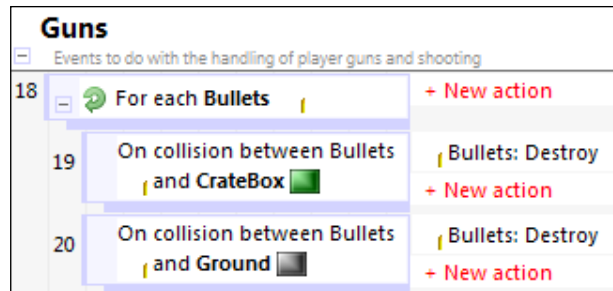 Guns
Events to do with the handling of player guns and shooting
18 For each Bullets + New action
19 On collision between Bullets Bullets: Destroy
and CrateBox + New action
20 On collision between Bullets Bullets: Destroy
and Ground + New action